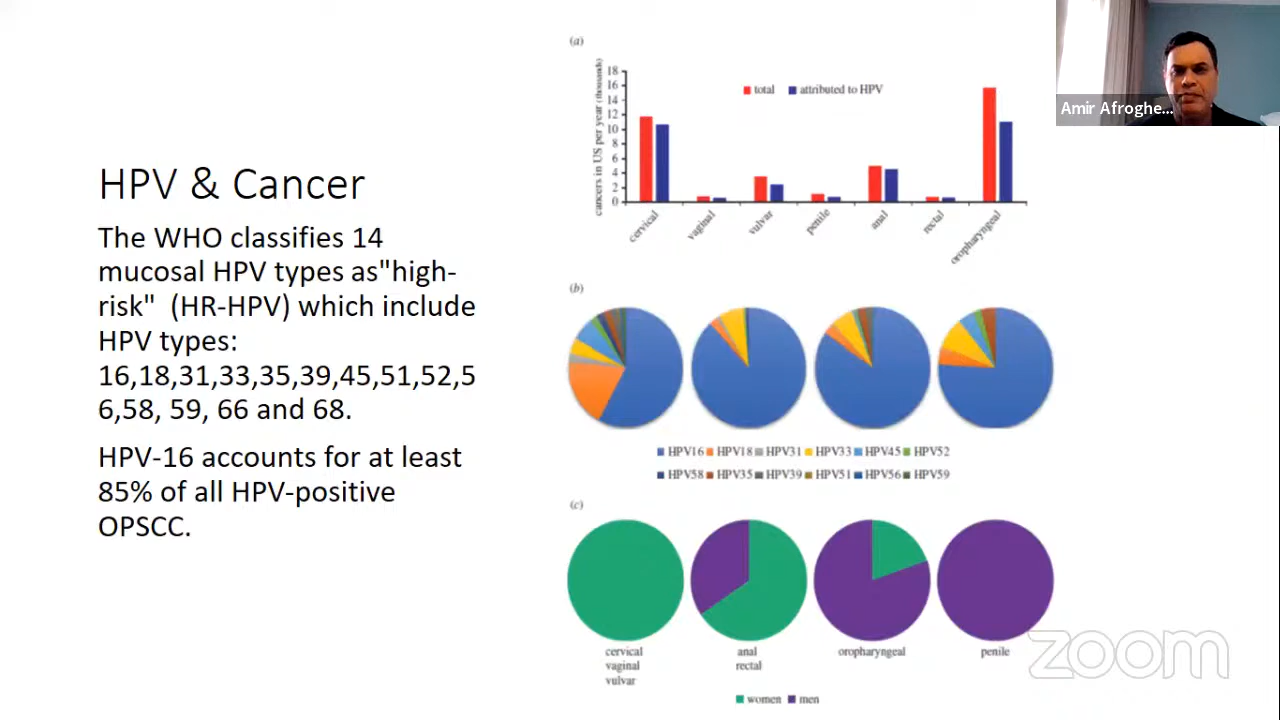 HPV & Cancer
The WHO classifies 14
mucosal HPV types as"high-
risk"  (HR-HPV) which include
HPV types:
16,18,31,33,35,39,45,51,52,5
6,58, 59, 66 and 68.
HPV-16 accounts for at least
85% of all HPV-positive
OPSCC.
(a)
cancers in US per year (thousands)
18
16
14
12
10
8
6
4
2
0
total
attributed to HPV
cervical
vaginal
vulvar
penile
anal
rectal
oropharyngeal
(b)
HPV16 HPV18 HPV31 HPV33 HPV45 HPV52
HPV58 HPV35 HPV39 HPV51 HPV56 HPV59
(c)
cervical
vaginal
vulvar
anal
rectal
oropharyngeal
penile
women men
Amir Afroghe...
zoom